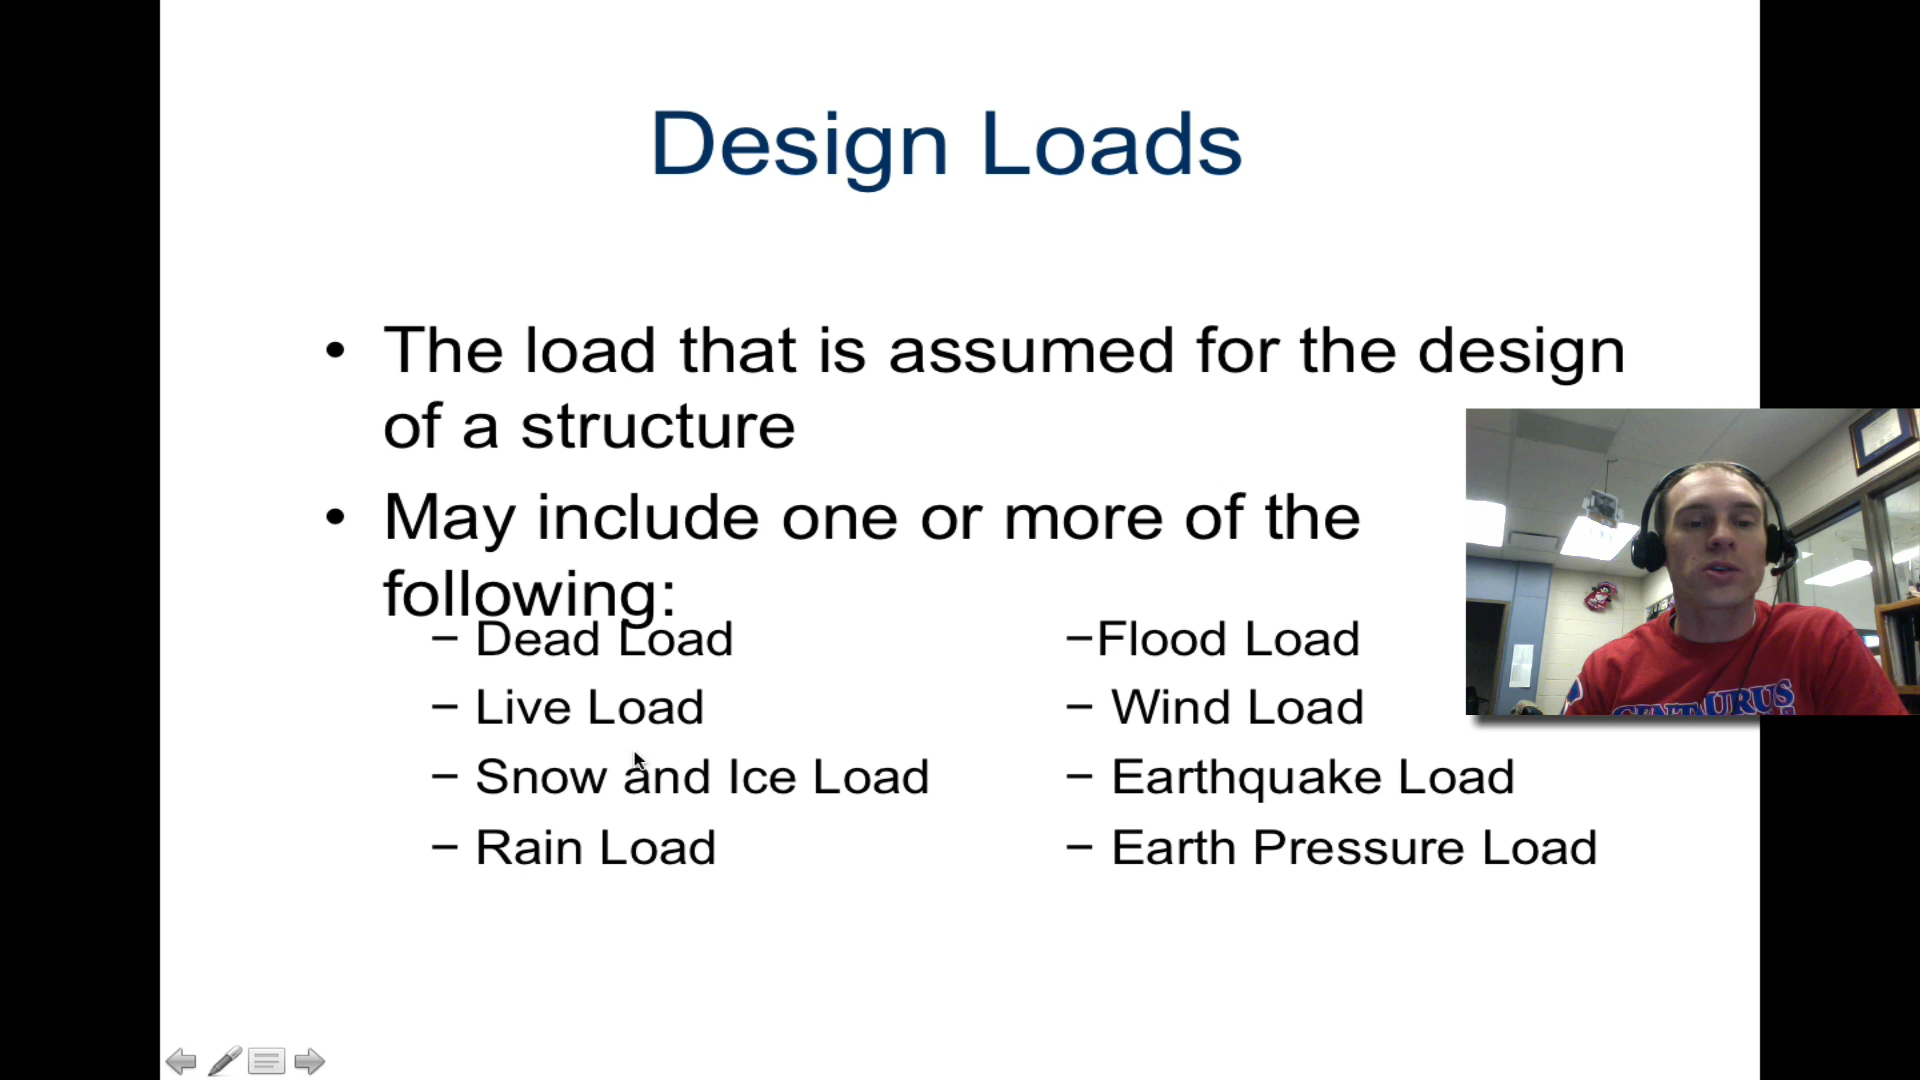 Design Loads
• The load that is assumed for the design
of a structure
• May include one or more of the
following:
– Dead Load
– Live Load
– Snow and Ice Load
– Rain Load
–Flood Load
– Wind Load
– Earthquake Load
– Earth Pressure Load
CENTAURUS